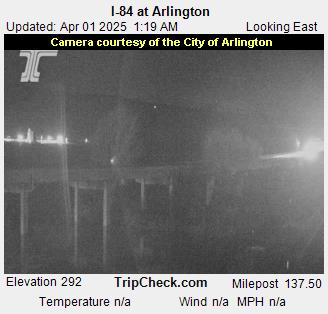 I-84 at Arlington
Updated: Apr 01 2025 1:19 AM Looking East
Camera courtesy of the City of Arlington
Elevation 292 TripCheck.com Milepost 137.50
Temperature n/a Wind n/a MPH n/a